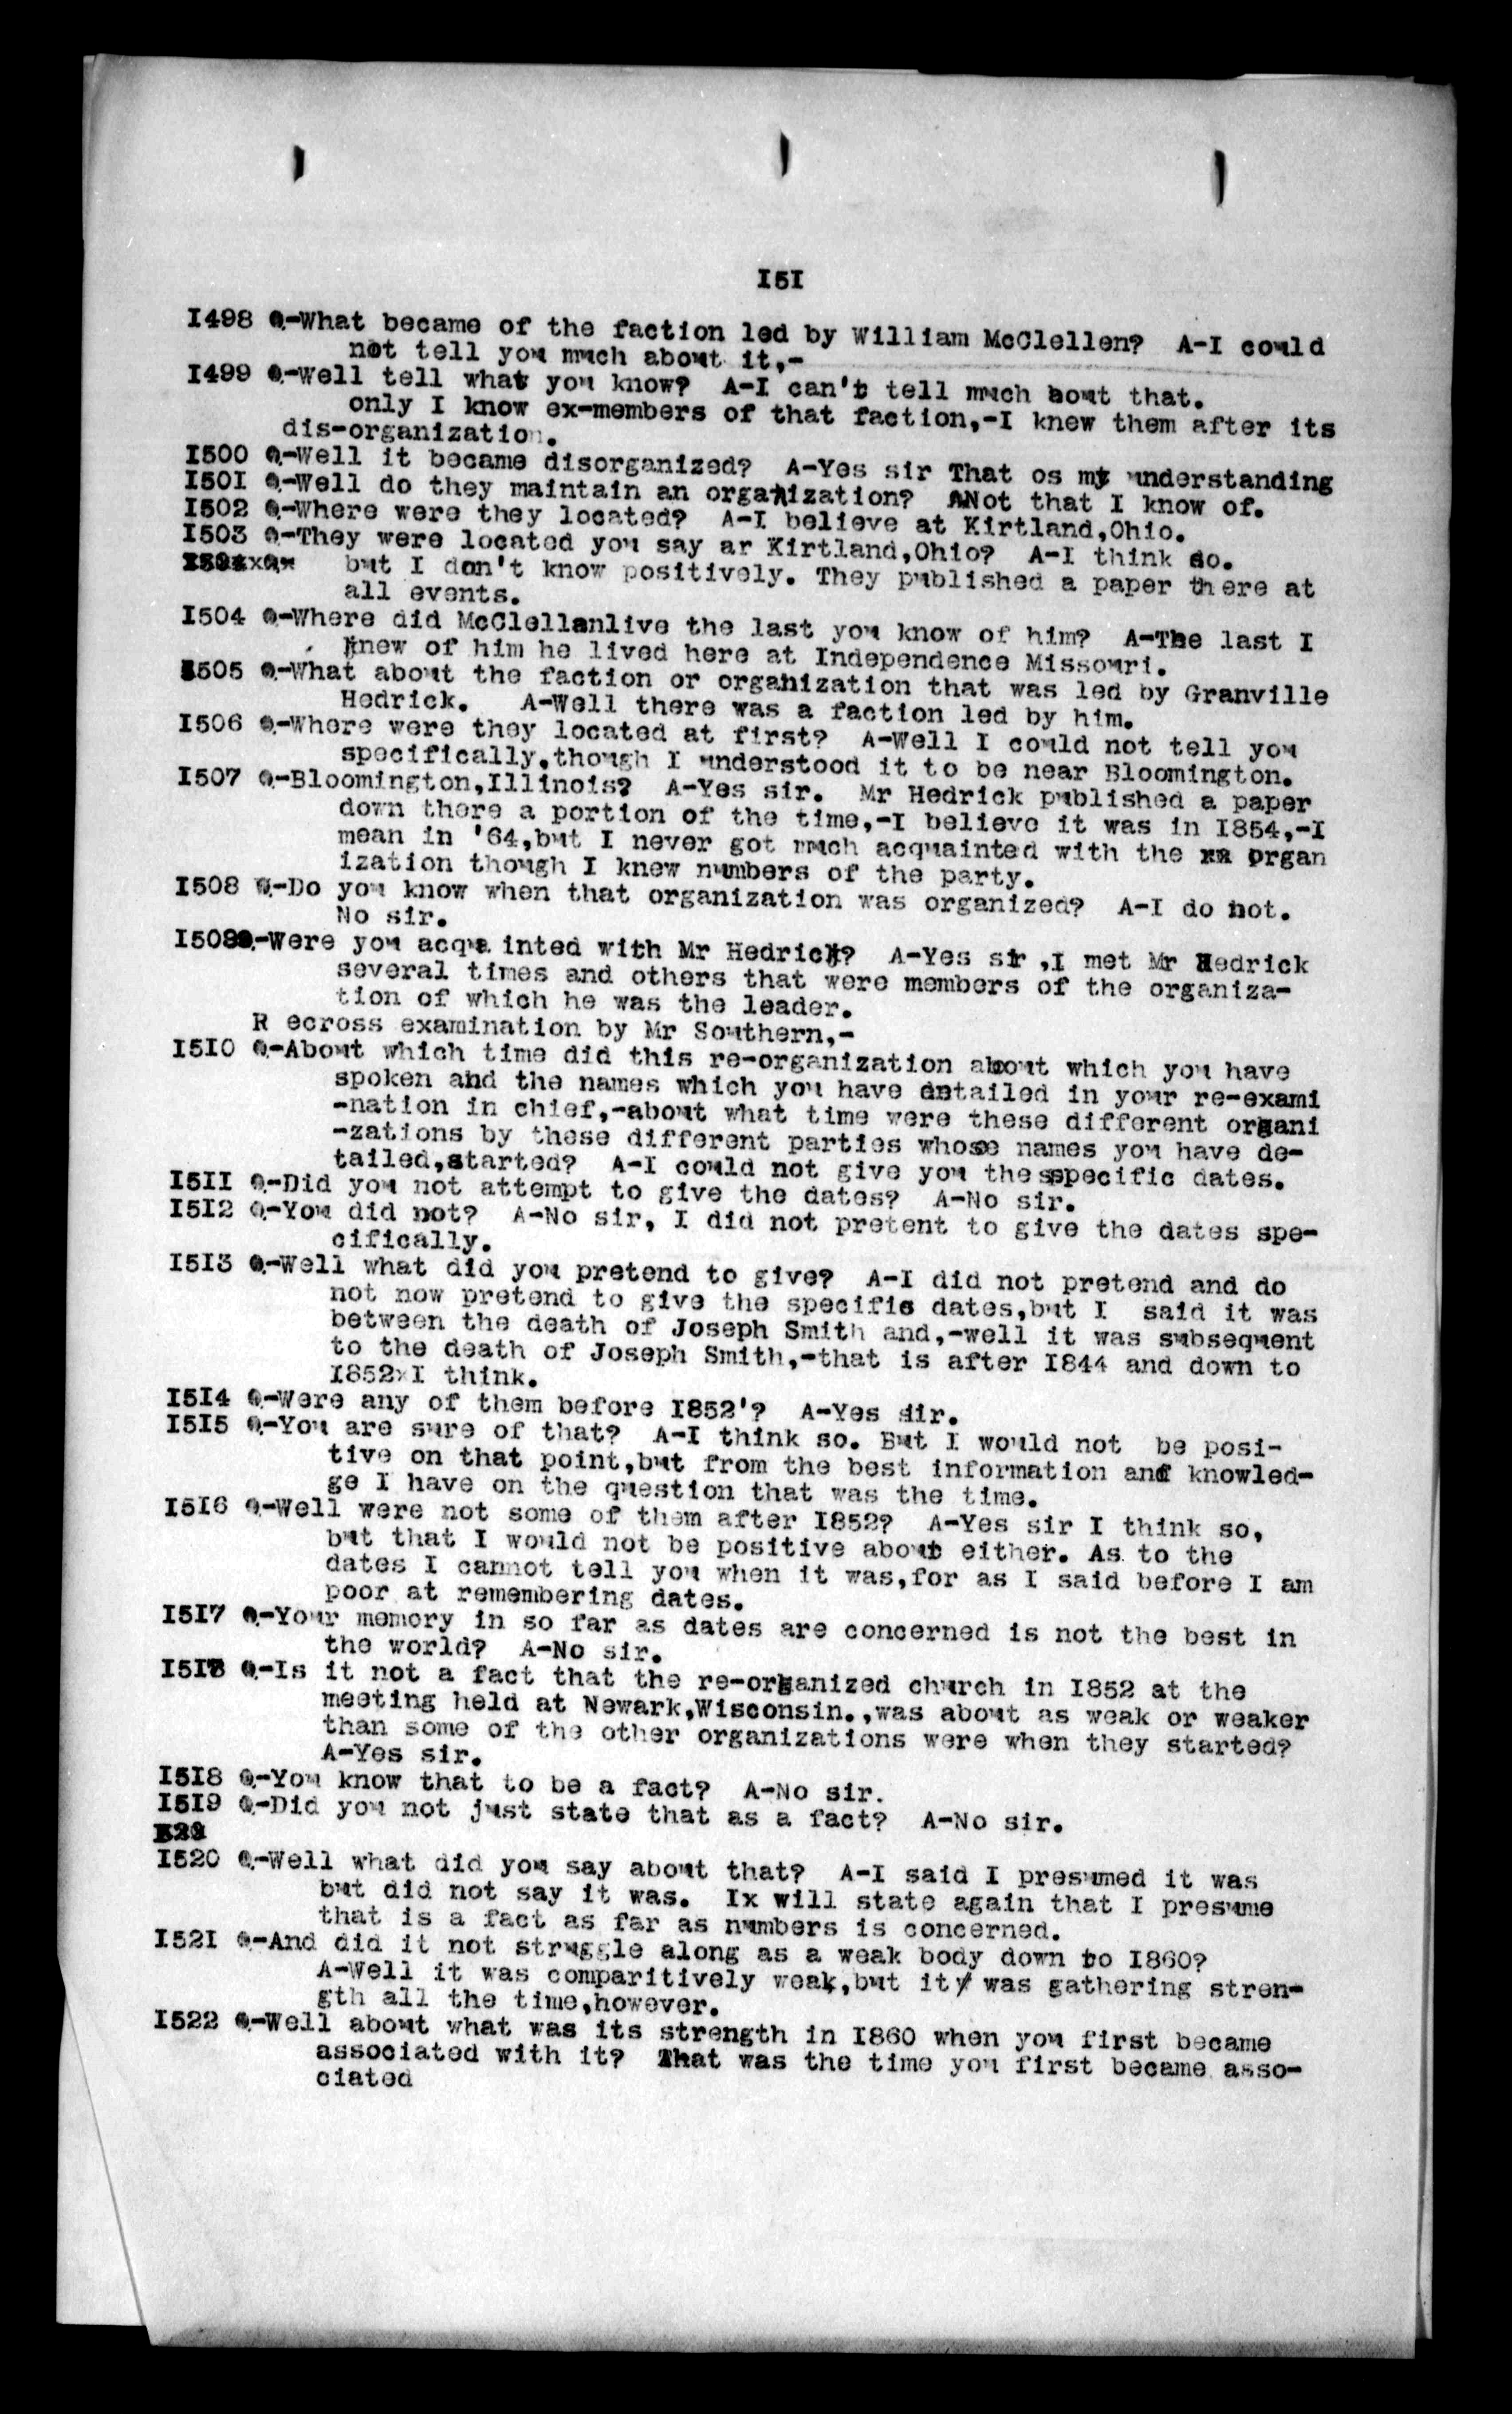 I5I
I498 Q.-What became of the faction led by William McClellen?  A-I could
not tell you much about it,-
I499 Q.-Well tell what you know?  A-I can't tell much bout that.
only I know ex-members of that faction,-I knew them after its
dis-organization.
I500 Q.-Well it became disorganized?  A-Yes sir That os my understanding
I50I Q.-Well do they maintain an organization?  ANot that I know of.
I502 Q.-Where were they located?  A-I believe at Kirtland,Ohio.
I503 Q-They were located you say ar Kirtland,Ohio?  A-I think so.
but I don't know positively. They published a paper there at
all events.
I504 Q-Where did McClellanlive the last you know of him?  A-The last I
knew of him he lived here at Independence Missouri.
I505 Q-What about the faction or organization that was led by Granville
Hedrick.   A-Well there was a faction led by him.
I506 Q-Where were they located at first?  A-Well I could not tell you
specifically,though I understood it to be near Bloomington.
I507 Q-Bloomington,Illinois?  A-Yes sir.  Mr Hedrick published a paper
down there a portion of the time,-I believe it was in I854,-I
mean in '64,but I never got much acquainted with the xx organ
ization though I knew numbers of the party.
I508 Q-Do you know when that organization was organized?  A-I do not.
No sir.
I509Q.-Were you acqua inted with Mr Hedrick?  A-Yes sir ,I met Mr Hedrick
several times and others that were members of the organiza-
tion of which he was the leader.
R ecross examination by Mr Southern,-
I5IO Q-About which time did this re-organization about which you have
spoken and the names which you have detailed in your re-exami
-nation in chief,-about what time were these different organi
-zations by these different parties whose names you have de-
tailed,started?  A-I could not give you the specific dates.
I5II Q-Did you not attempt to give the dates?  A-No sir.
I5I2 Q-You did not?  A-No sir, I did not pretent to give the dates spe-
cifically.
I5I3 Q.-Well what did you pretend to give?  A-I did not pretend and do
not now pretend to give the specific dates,but I  said it was
between the death of Joseph Smith and,-well it was subsequent
to the death of Joseph Smith,-that is after I844 and down to
I852xI think.
I5I4 Q-Were any of them before I852'?  A-Yes sir.
I5I5 Q-You are sure of that?  A-I think so. But I would not  be posi-
tive on that point,but from the best information and knowled-
ge I have on the question that was the time.
I5I6 Q-Well were not some of them after I852?  A-Yes sir I think so,
but that I would not be positive about either. As to the
dates I cannot tell you when it was,for as I said before I am
poor at remembering dates.
I5I7 Q.-Your memory in so far as dates are concerned is not the best in
the world?  A-No sir.
I5I8 Q.-Is it not a fact that the re-organized church in I852 at the
meeting held at Newark,Wisconsin.,was about as weak or weaker
than some of the other organizations were when they started?
A-Yes sir.
I5I8 Q.-You know that to be a fact?  A-No sir.
I5I9 Q-Did you not just state that as a fact?  A-No sir.
I520 Q.-Well what did you say about that?  A-I said I presumed it was
but did not say it was.  Ix will state again that I presume
that is a fact as far as numbers is concerned.
I52I Q-And did it not struggle along as a weak body down to I860?
A-Well it was comparitively weak,but it was gathering stren-
gth all the time,however.
I522 Q.-Well about what was its strength in I860 when you first became
associated with it?  That was the time you first became asso-
ciated